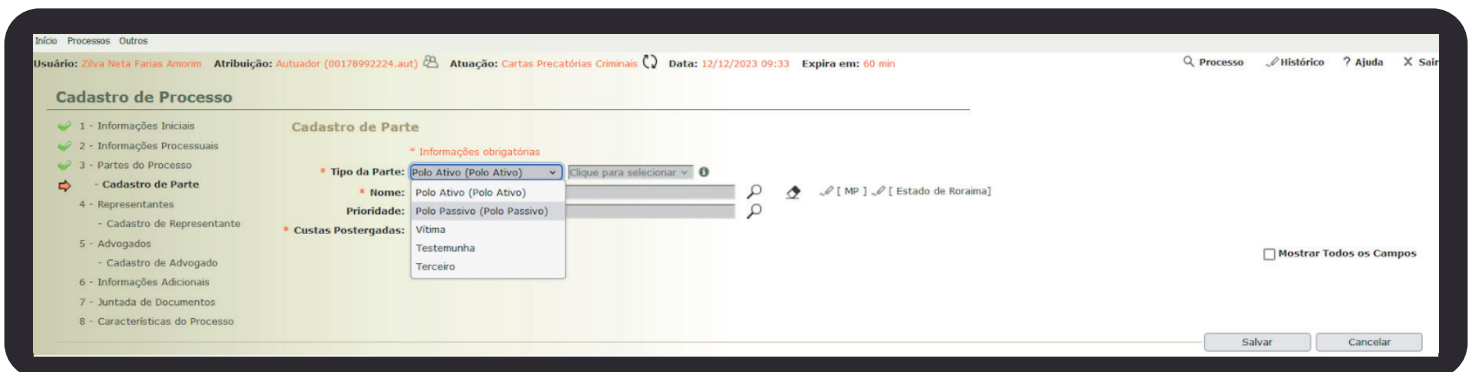 Início Processos Outros
Usuário: Zilva Neta Farias Amorim Atribuição: Autuador (00178992224.aut) Atuação: Cartas Precatórias Criminais Data: 12/12/2023 09:33 Expira em: 60 min Processo Histórico ? Ajuda X Sair
Cadastro de Processo
1 - Informações Iniciais
2 - Informações Processuais
3 - Partes do Processo
- Cadastro de Parte
4 - Representantes
- Cadastro de Representante
5 - Advogados
- Cadastro de Advogado
6 - Informações Adicionais
7 - Juntada de Documentos
8 - Características do Processo
Cadastro de Parte
* Informações obrigatórias
* Tipo da Parte: Polo Ativo (Polo Ativo) Clique para selecionar
* Nome: [ MP ] [ Estado de Roraima]
Prioridade:
* Custas Postergadas:
Polo Ativo (Polo Ativo)
Polo Passivo (Polo Passivo)
Vítima
Testemunha
Terceiro
Mostrar Todos os Campos
Salvar Cancelar